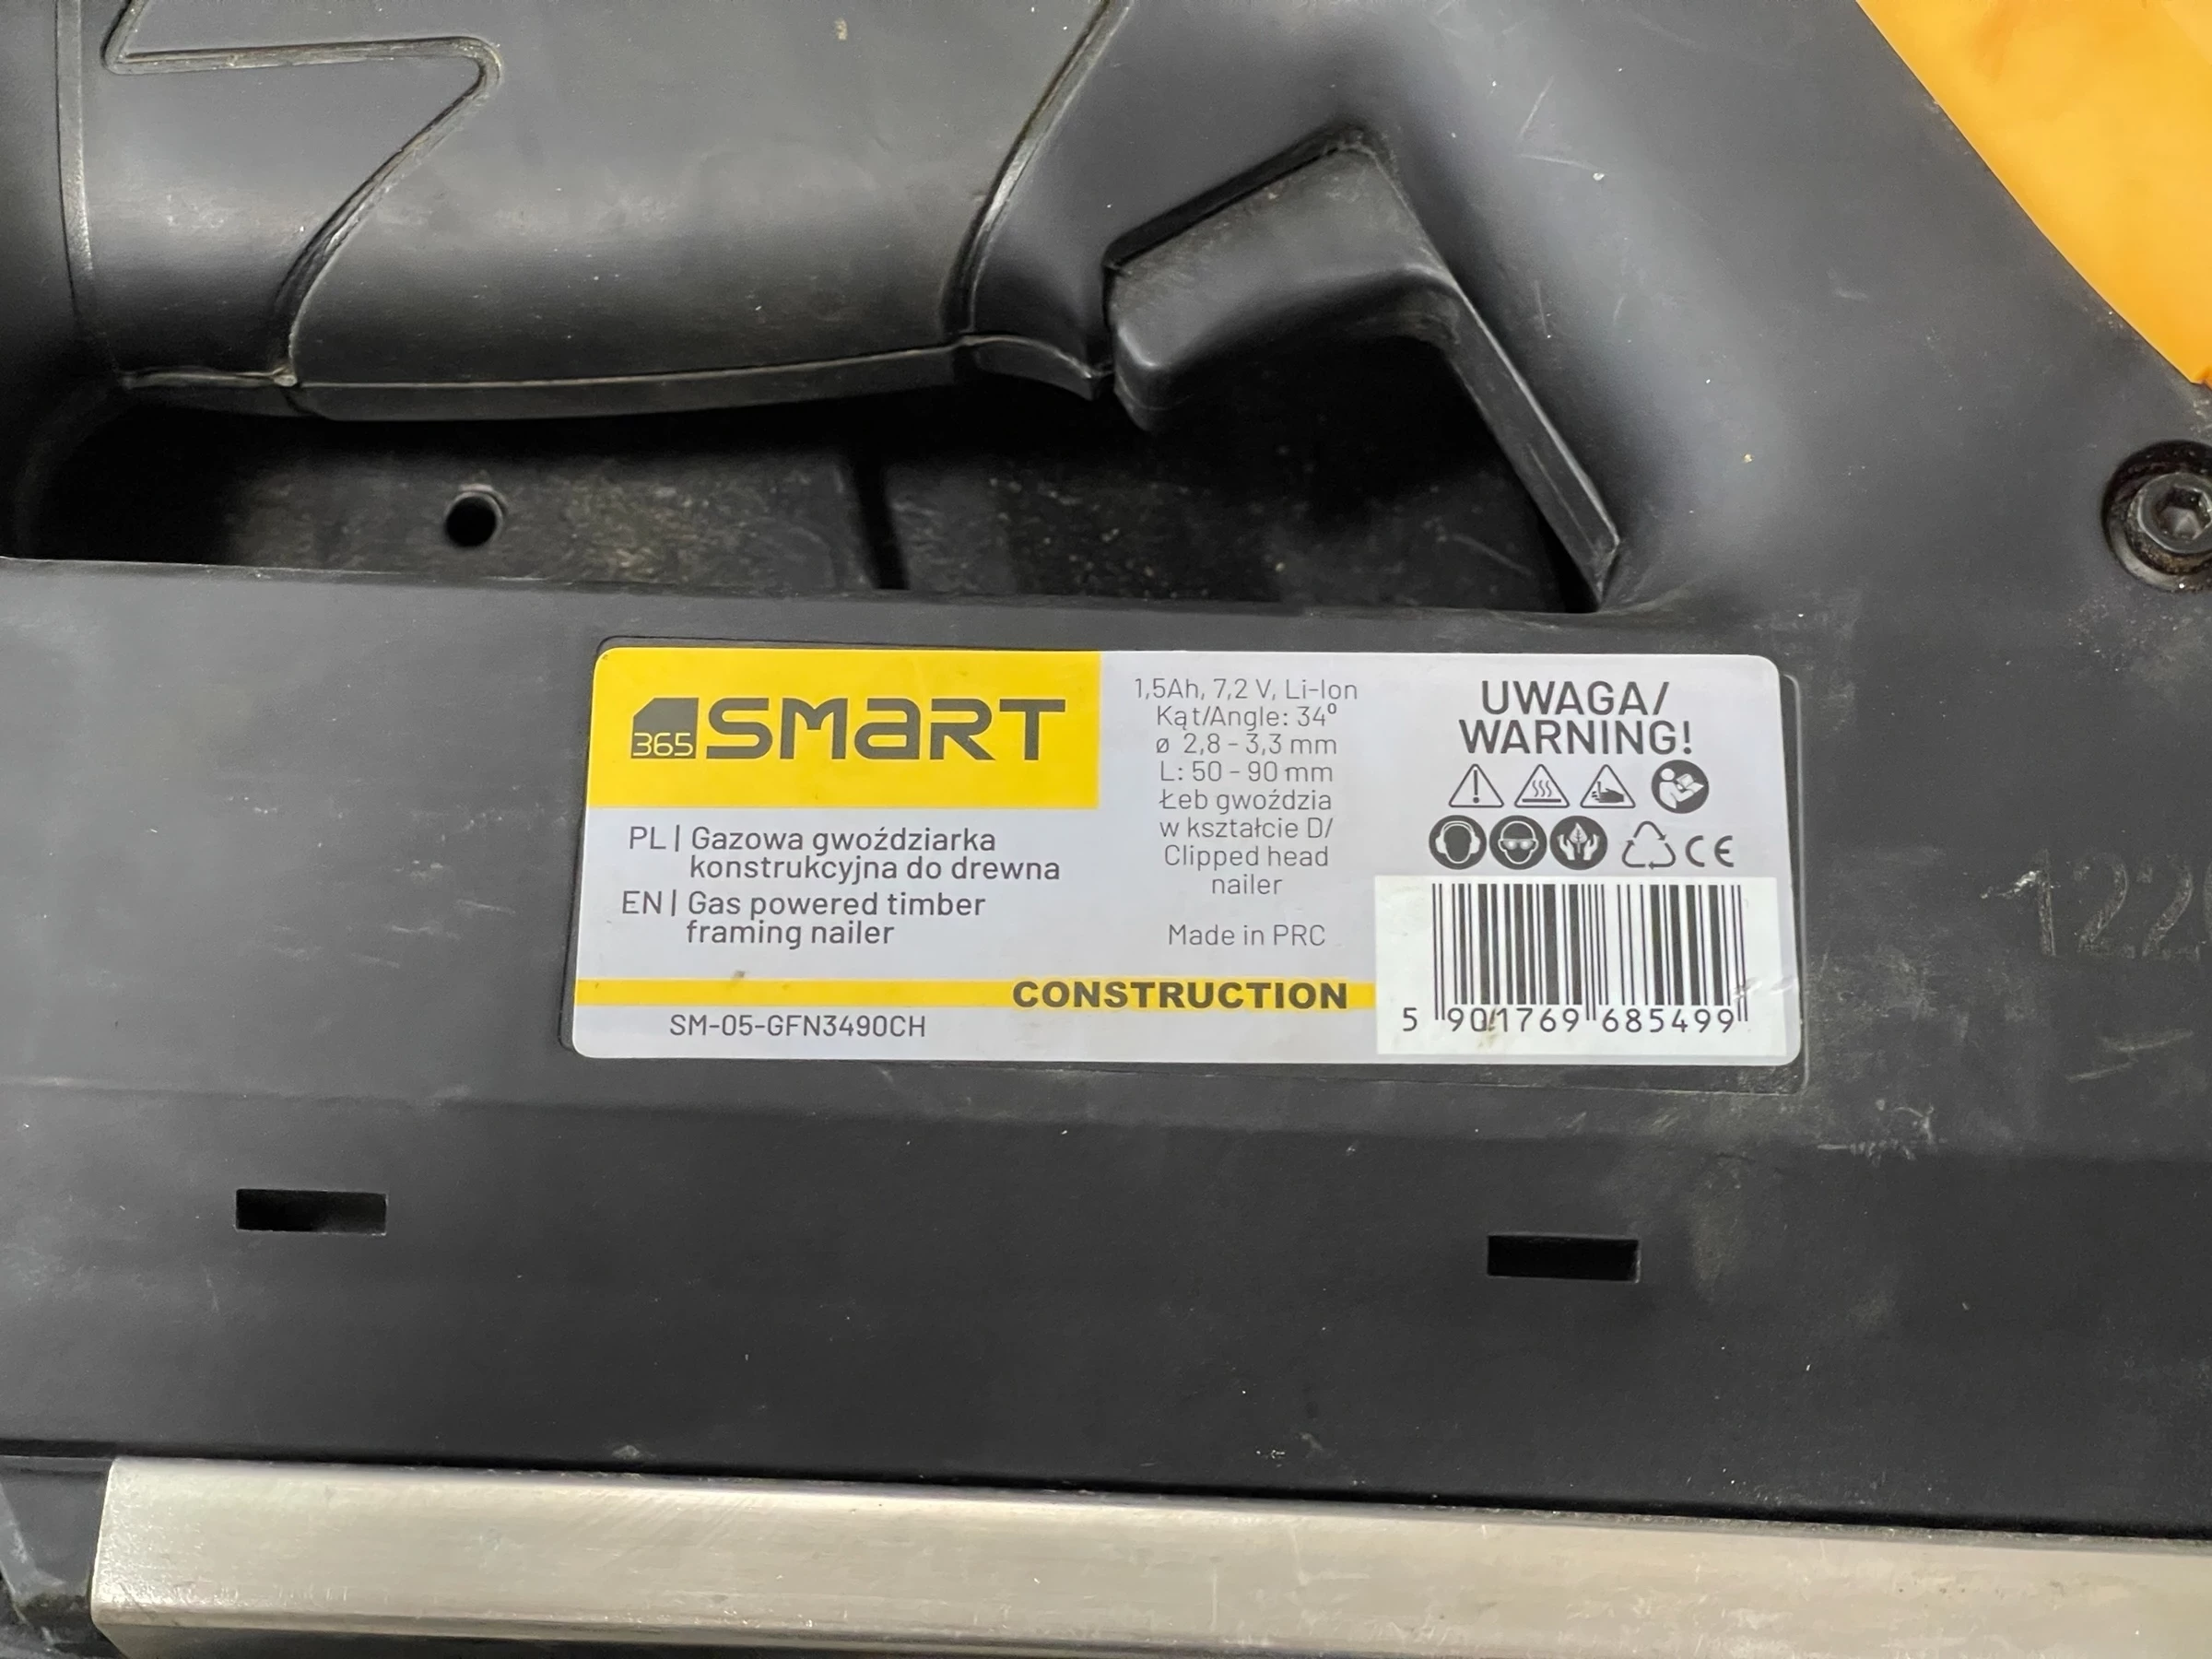 365 SMART
PL | Gazowa gwoździarka
konstrukcyjna do drewna
EN | Gas powered timber
framing nailer
1,5Ah, 7,2 V, Li-Ion
Kąt/Angle: 34º
ø 2,8 - 3,3 mm
L: 50 - 90 mm
Łeb gwoździa
w kształcie D/
Clipped head
nailer
Made in PRC
CONSTRUCTION
SM-05-GFN3490CH
UWAGA/
WARNING!
CE
5 901769 685499